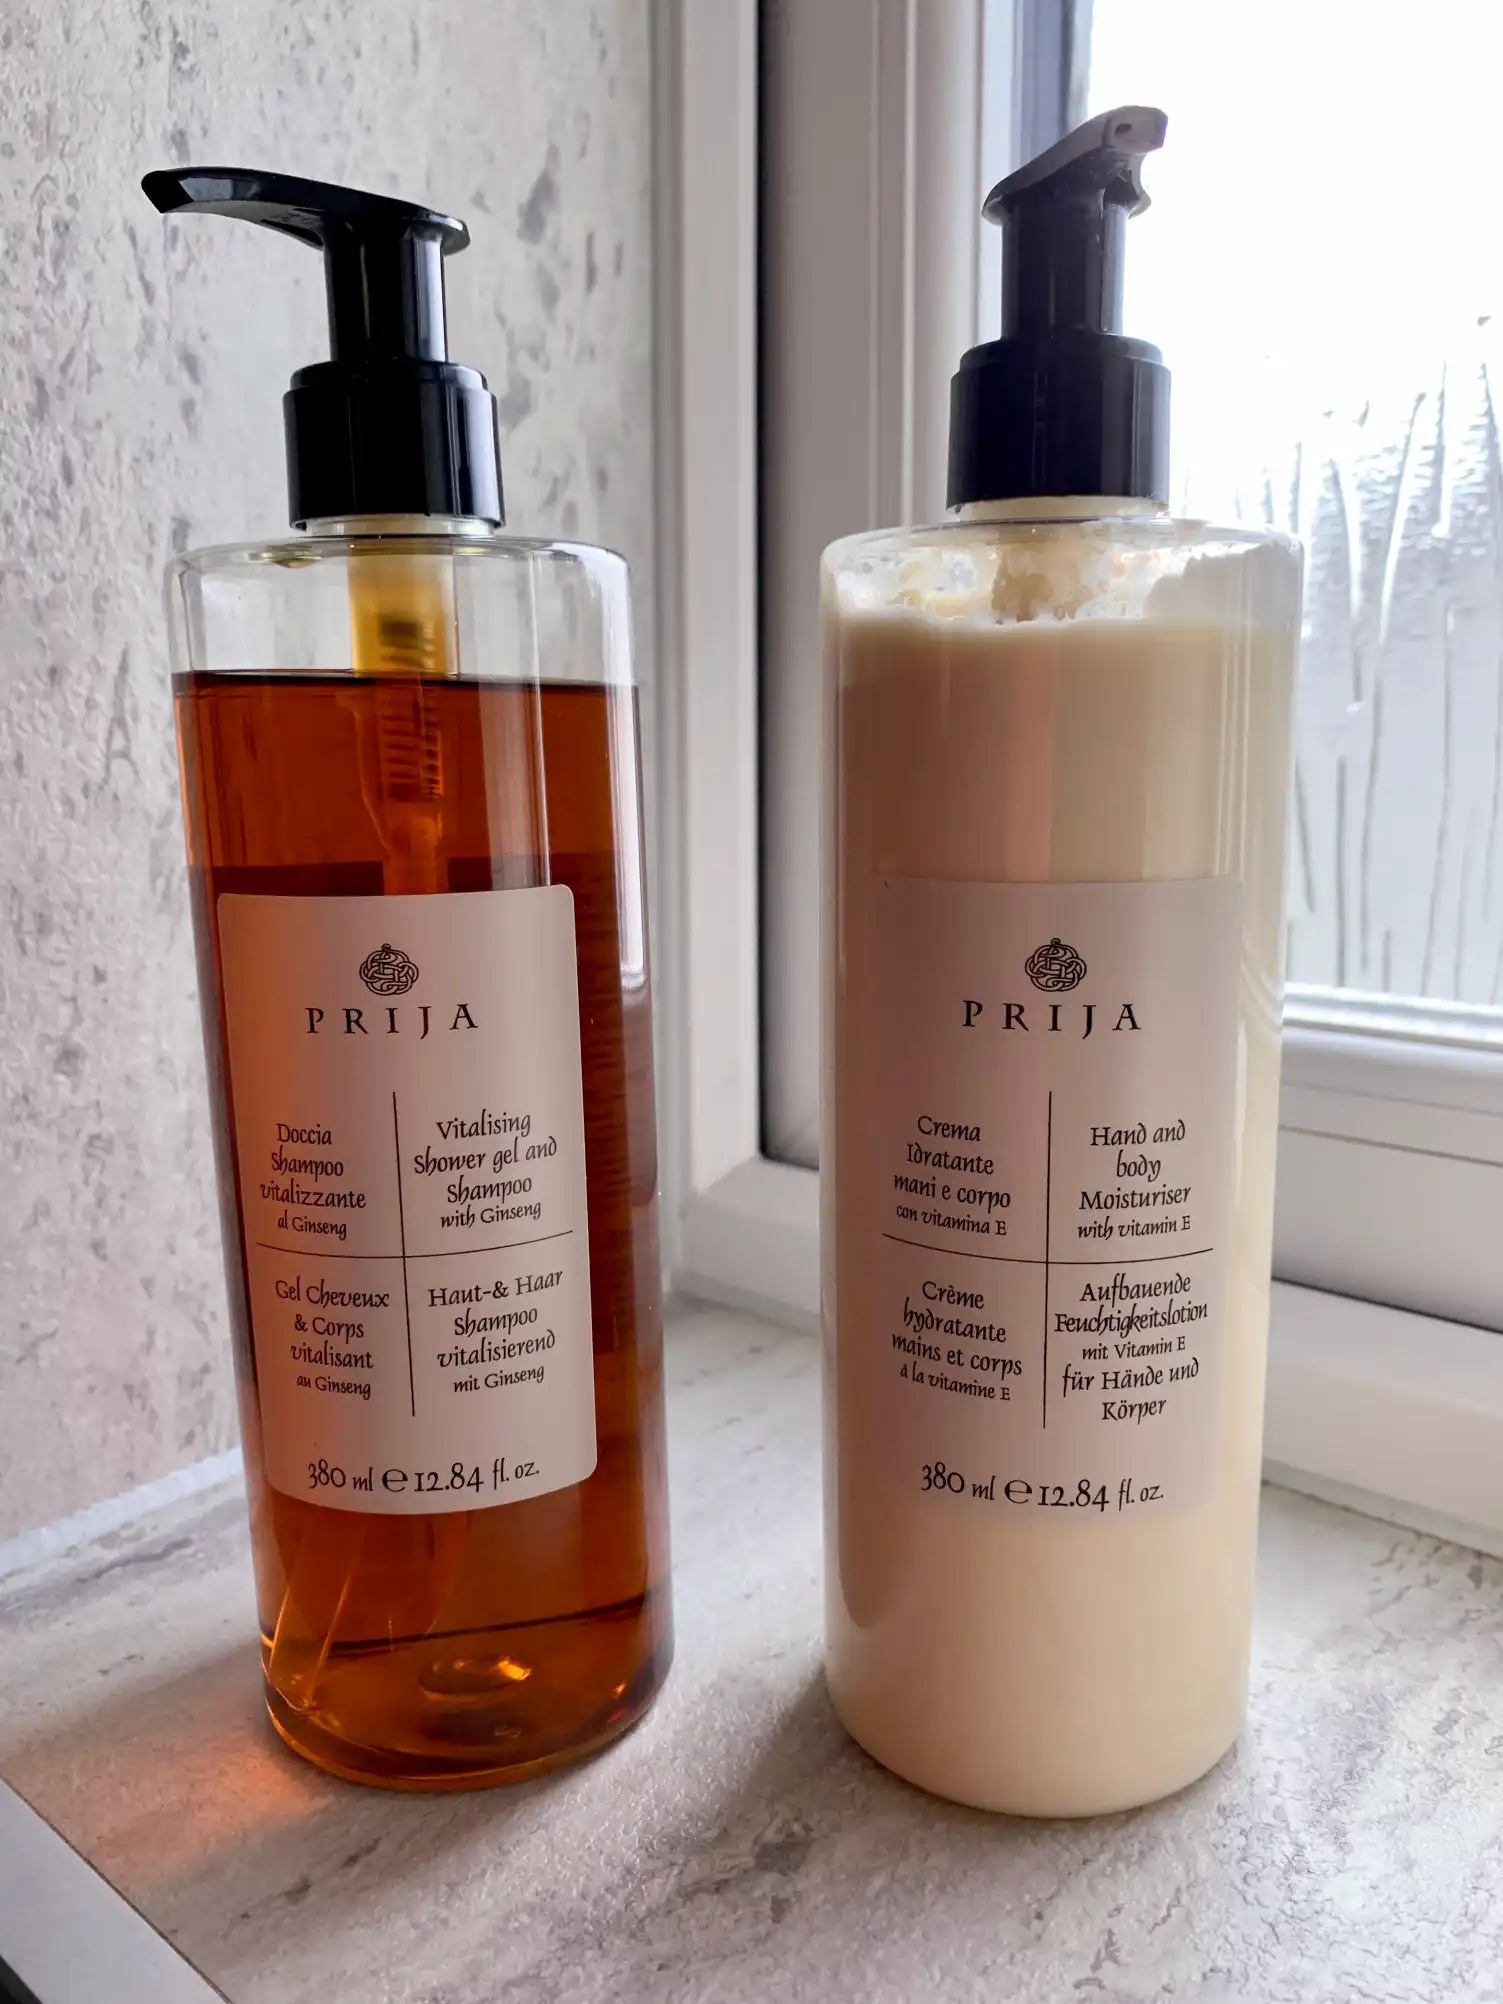 PRIJA
Doccia
Shampoo
vitalizzante
al Ginseng
Vitalising
Shower gel and
Shampoo
with Ginseng
Gel Cheveux
& Corps
vitalisant
au Ginseng
Haut-& Haar
Shampoo
vitalisierend
mit Ginseng
380 ml ℮ 12.84 fl. oz.
PRIJA
Crema
Idratante
mani e corpo
con vitamina E
Hand and
body
Moisturiser
with vitamin E
Crème
hydratante
mains et corps
à la vitamine E
Aufbauende
Feuchtigkeitslotion
mit Vitamin E
für Hände und
Körper
380 ml ℮ 12.84 fl. oz.